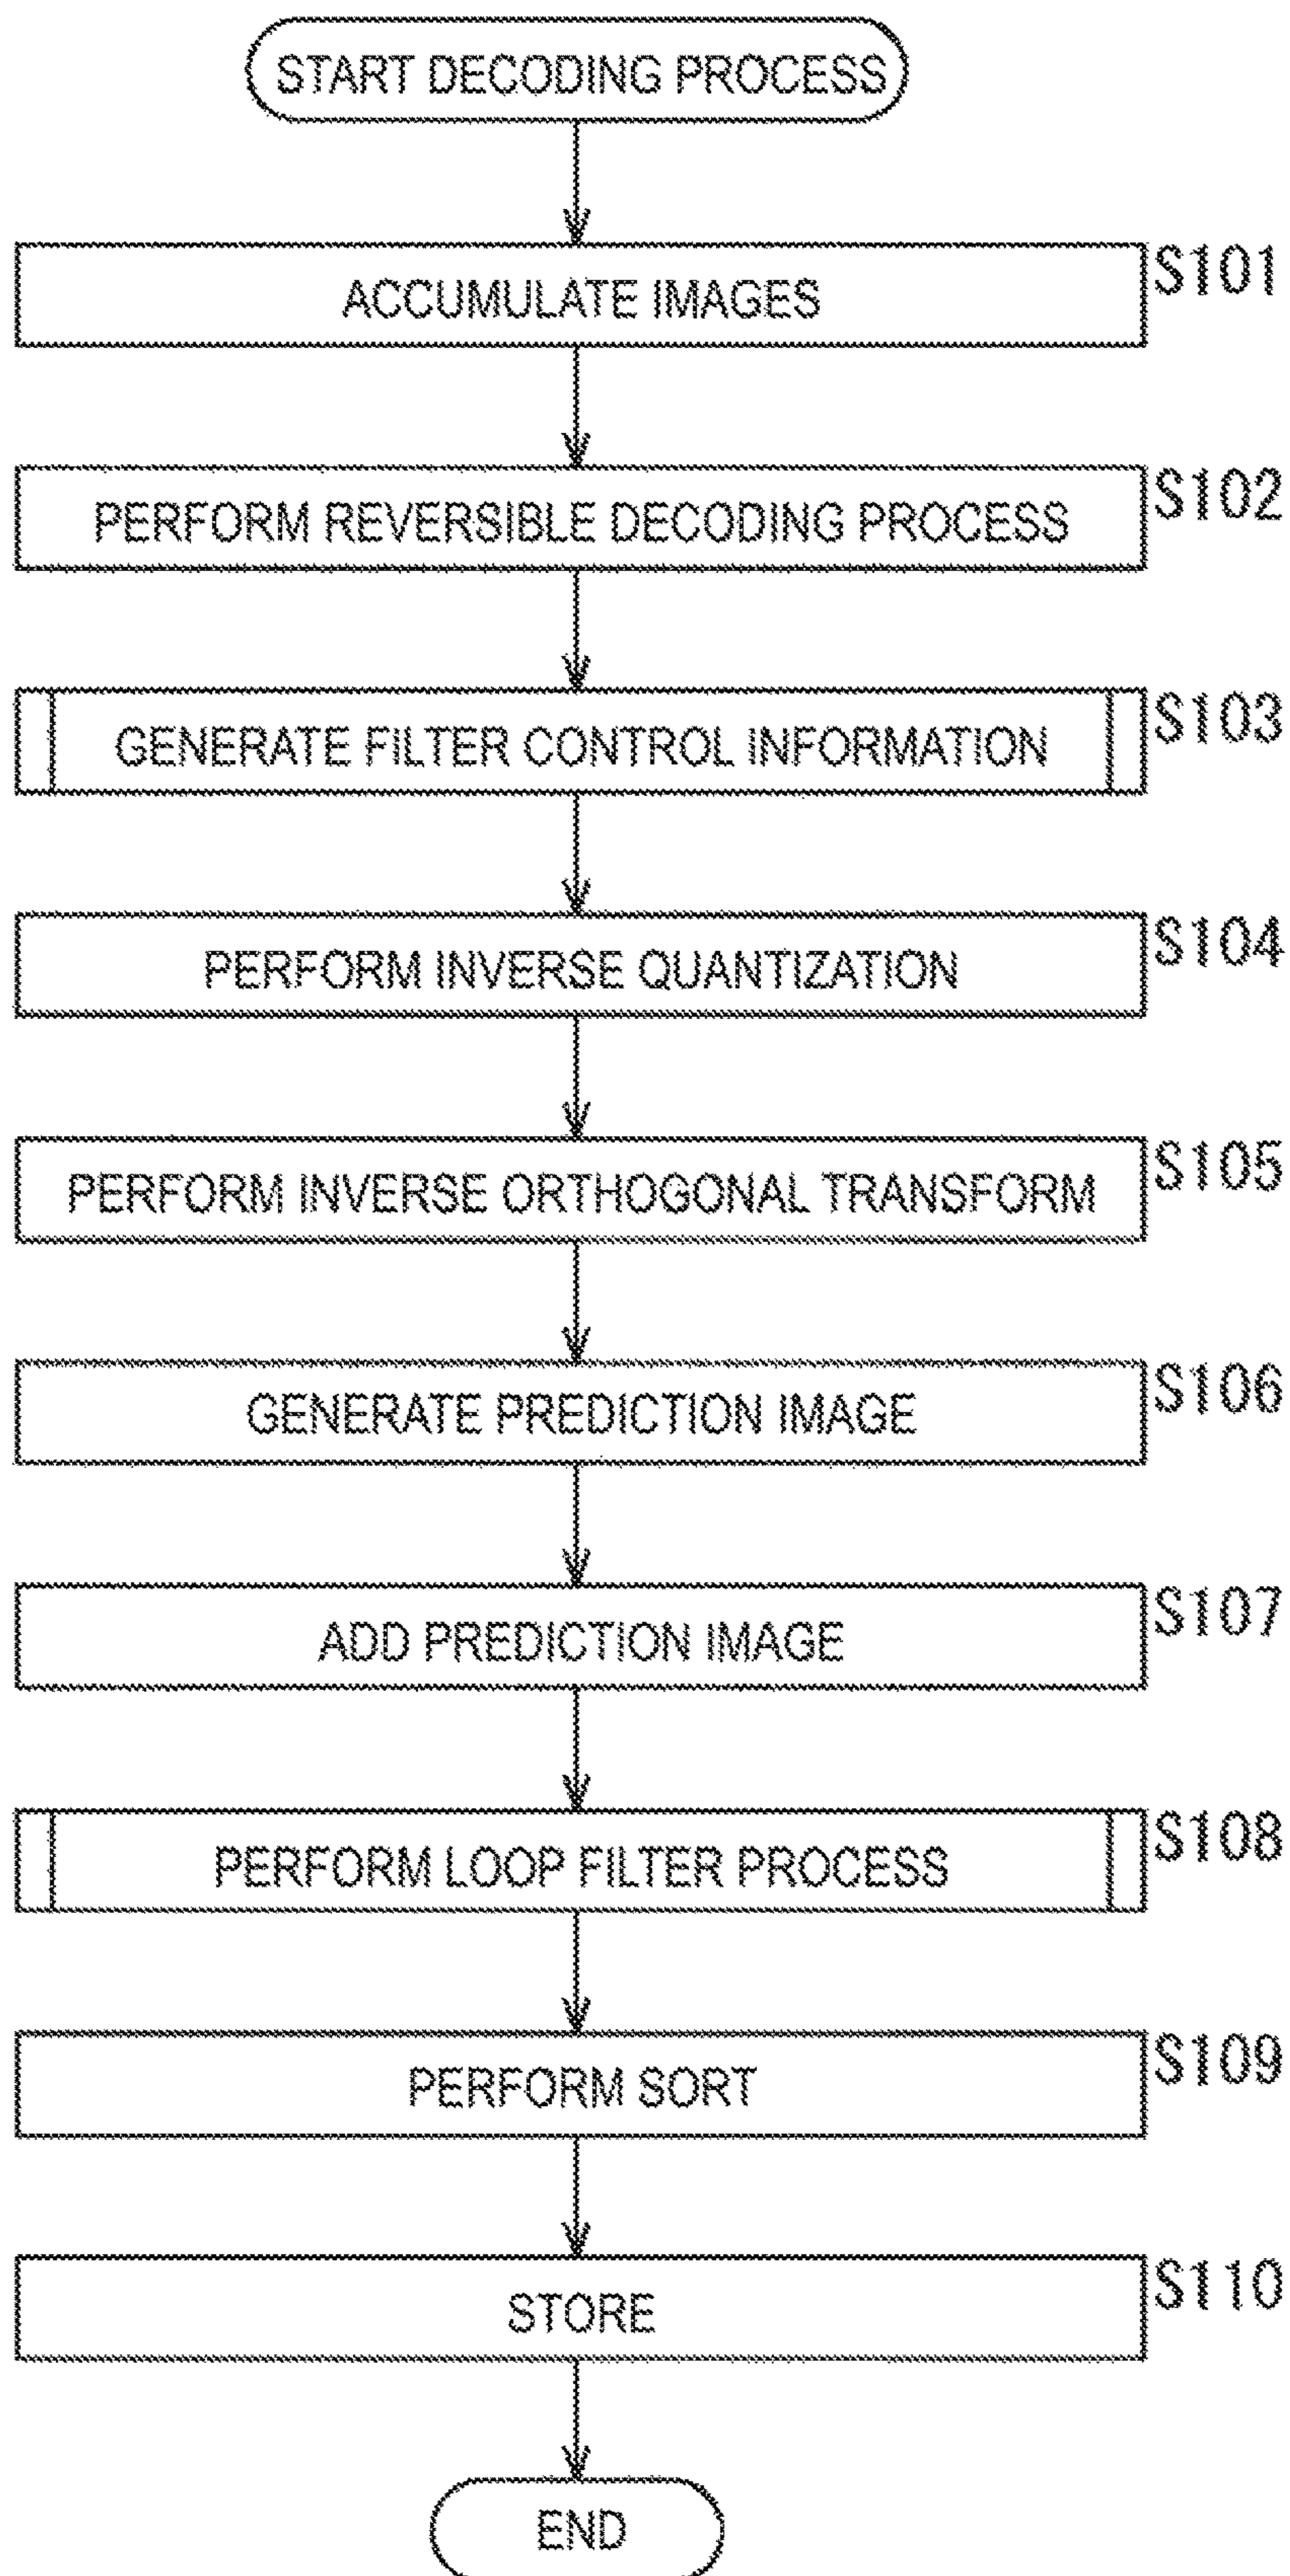 START DECODING PROCESS
ACCUMULATE IMAGES S101
PERFORM REVERSIBLE DECODING PROCESS S102
GENERATE FILTER CONTROL INFORMATION S103
PERFORM INVERSE QUANTIZATION S104
PERFORM INVERSE ORTHOGONAL TRANSFORM S105
GENERATE PREDICTION IMAGE S106
ADD PREDICTION IMAGE S107
PERFORM LOOP FILTER PROCESS S108
PERFORM SORT S109
STORE S110
END